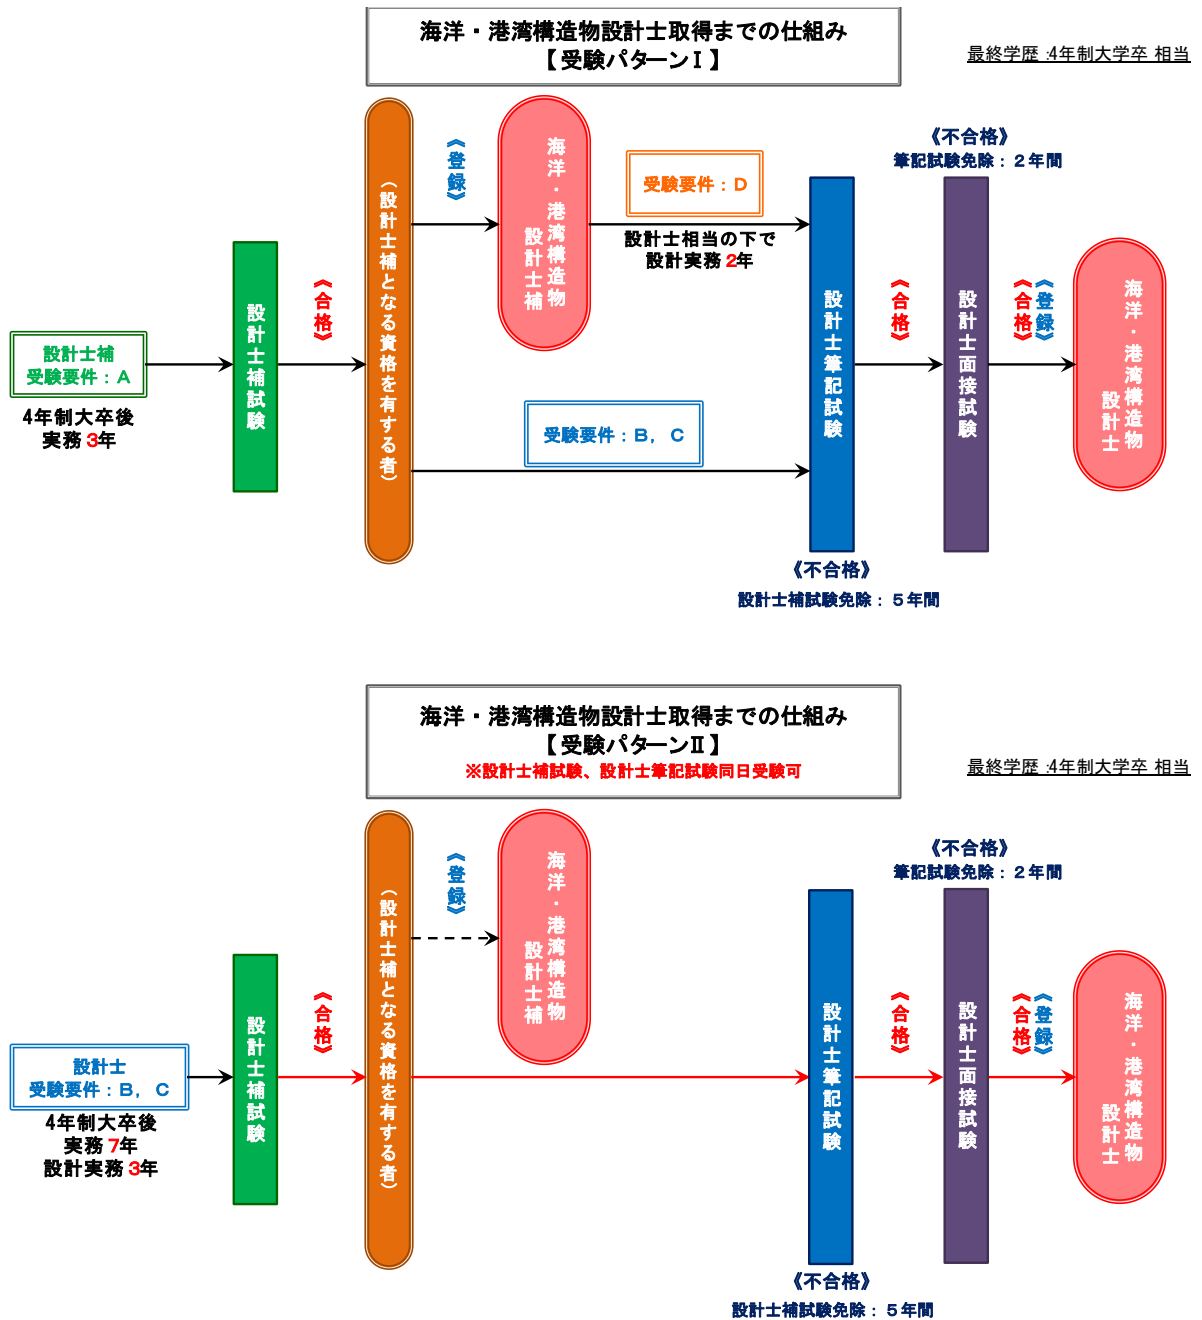 海洋・港湾構造物設計士取得までの仕組み
【受験パターンⅠ】
最終学歴:4年制大学卒 相当
《不合格》
筆記試験免除：２年間
設計士補
受験要件：A
4年制大卒後
実務3年
設計士補試験
《合格》
（設計士補となる資格を有する者）
《登録》
海洋・港湾構造物
設計士補
受験要件：D
設計士相当の下で
設計実務2年
受験要件：B，C
設計士筆記試験
《合格》
設計士面接試験
《登録》
《合格》
海洋・港湾構造物
設計士
《不合格》
設計士補試験免除：５年間
海洋・港湾構造物設計士取得までの仕組み
【受験パターンⅡ】
※設計士補試験、設計士筆記試験同日受験可
最終学歴:4年制大学卒 相当
《不合格》
筆記試験免除：２年間
設計士
受験要件：B，C
4年制大卒後
実務7年
設計実務3年
設計士補試験
《合格》
（設計士補となる資格を有する者）
《登録》
海洋・港湾構造物
設計士補
設計士筆記試験
《合格》
設計士面接試験
《登録》
《合格》
海洋・港湾構造物
設計士
《不合格》
設計士補試験免除：５年間